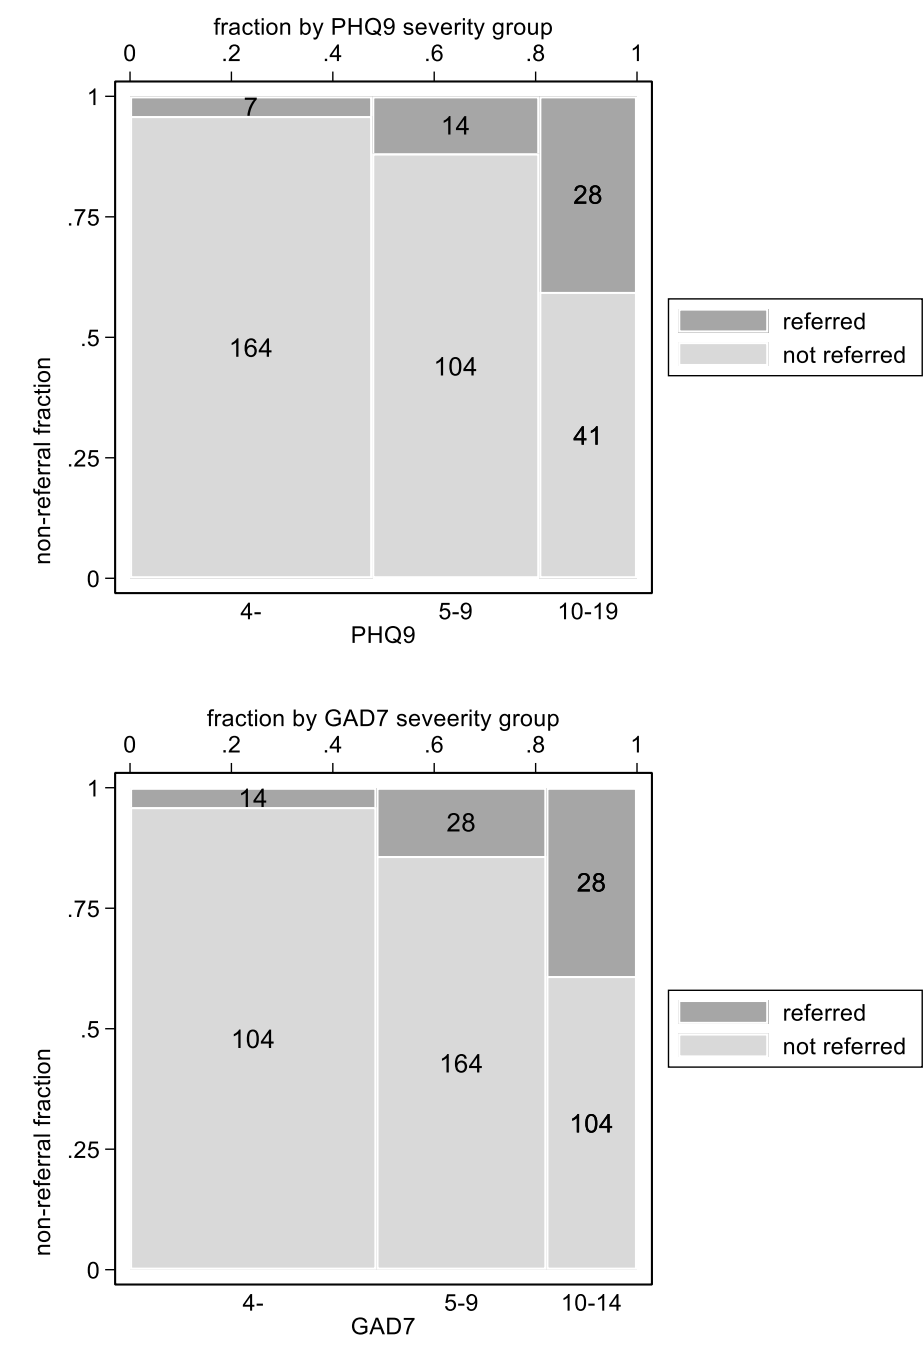 fraction by PHQ9 severity group
0 .2 .4 .6 .8 1
1
7
14
28
.75
referred
.5
164
not referred
104
41
.25
non-referral fraction
0
4- 5-9 10-19
PHQ9
fraction by GAD7 seveerity group
0 .2 .4 .6 .8 1
1
14
28
28
.75
referred
.5
104
not referred
164
104
.25
non-referral fraction
0
4- 5-9 10-14
GAD7